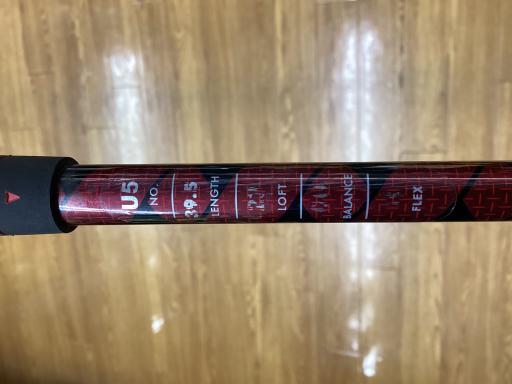 U5
NO.
39.5
LENGTH
LOFT
BALANCE
FLEX